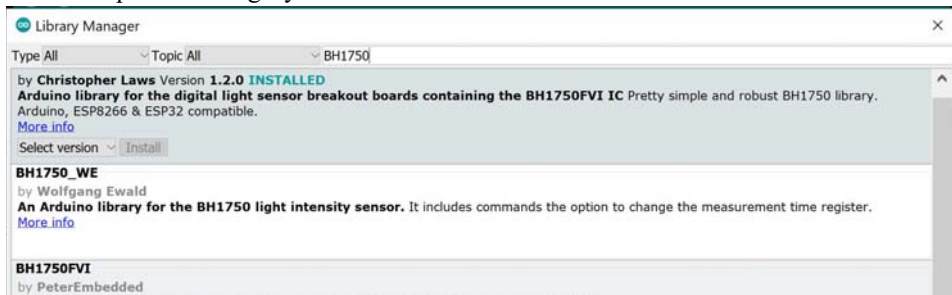 Library Manager
Type All Topic All BH1750
by Christopher Laws Version 1.2.0 INSTALLED
Arduino library for the digital light sensor breakout boards containing the BH1750FVI IC Pretty simple and robust BH1750 library.
Arduino, ESP8266 & ESP32 compatible.
More info
Select version Install
BH1750_WE
by Wolfgang Ewald
An Arduino library for the BH1750 light intensity sensor. It includes commands the option to change the measurement time register.
More info
BH1750FVI
by PeterEmbedded